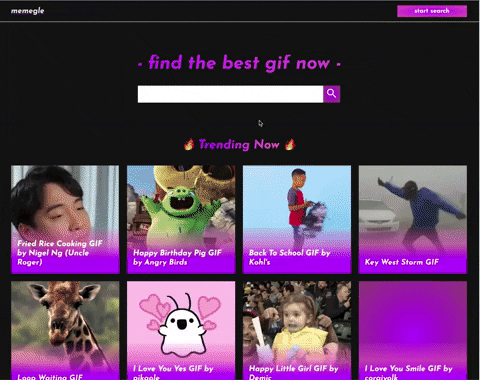 memegle
start search
- find the best gif now -
🔥 Trending Now 🔥
Fried Rice Cooking GIF
by Nigel Ng (Uncle
Roger)
Happy Birthday Pig GIF
by Angry Birds
Back To School GIF by
Kohl's
Key West Storm GIF
Loop Waiting GIF
I Love You Yes GIF by
pikaole
Happy Little Girl GIF by
Demic
I Love You Smile GIF by
corgiyolk